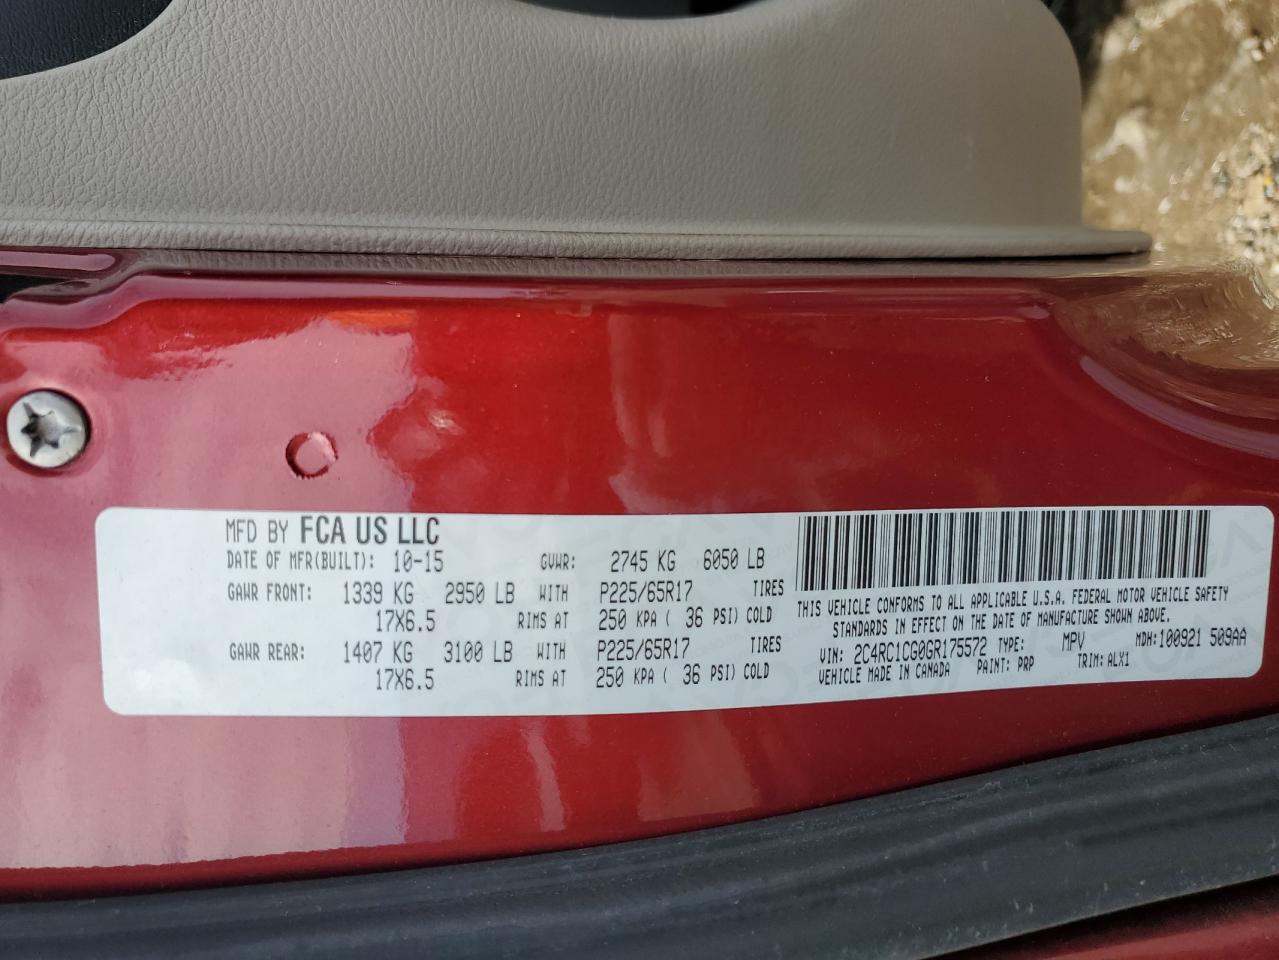 MFD BY FCA US LLC
DATE OF MFR(BUILT): 10-15 GVWR: 2745 KG 6050 LB
GAWR FRONT: 1339 KG 2950 LB WITH P225/65R17 TIRES
17X6.5 RIMS AT 250 KPA ( 36 PSI) COLD
GAWR REAR: 1407 KG 3100 LB WITH P225/65R17 TIRES
17X6.5 RIMS AT 250 KPA ( 36 PSI) COLD
THIS VEHICLE CONFORMS TO ALL APPLICABLE U.S.A. FEDERAL MOTOR VEHICLE SAFETY
STANDARDS IN EFFECT ON THE DATE OF MANUFACTURE SHOWN ABOVE.
VIN: 2C4RC1CG0GR175572 TYPE: MPV MDH:100921 509AA
VEHICLE MADE IN CANADA PAINT: PRP TRIM: ALX1